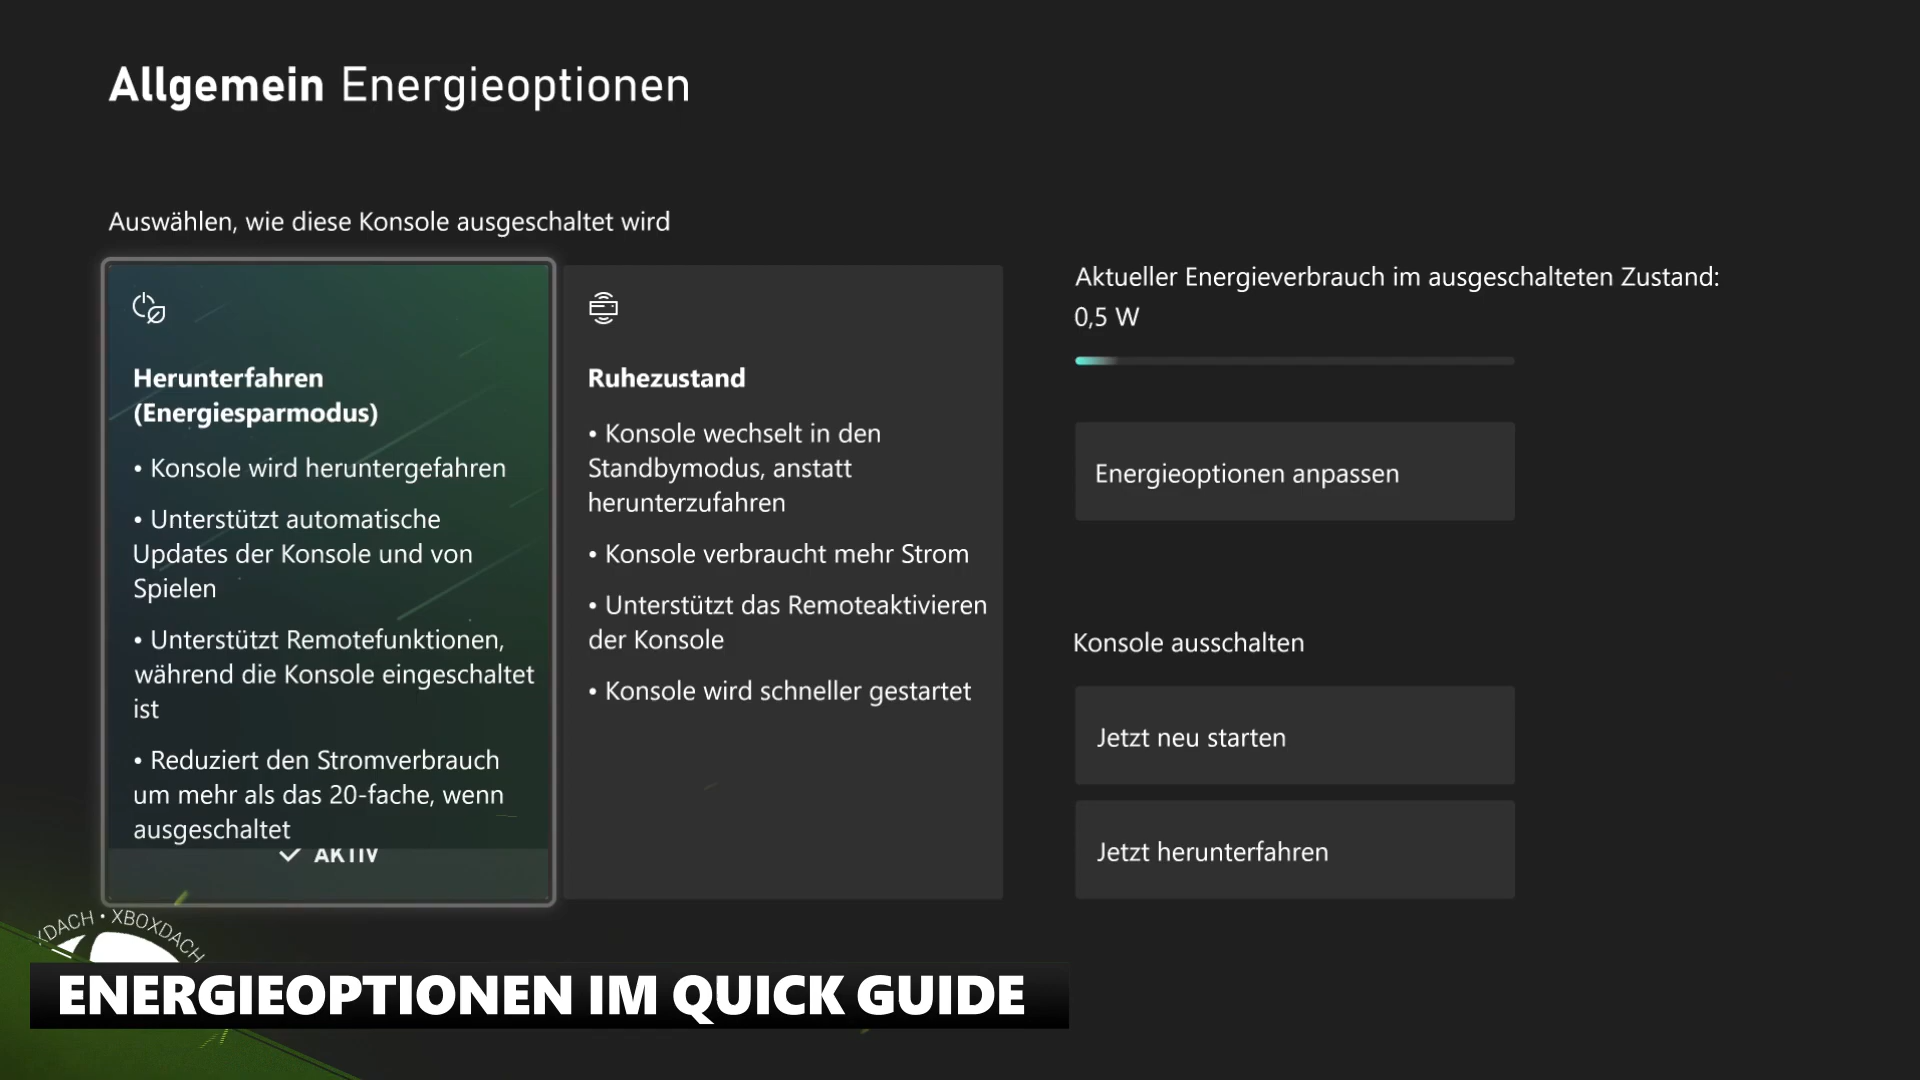 Allgemein Energieoptionen
Auswählen, wie diese Konsole ausgeschaltet wird
Herunterfahren
(Energiesparmodus)
• Konsole wird heruntergefahren
• Unterstützt automatische
Updates der Konsole und von
Spielen
• Unterstützt Remotefunktionen,
während die Konsole eingeschaltet
ist
• Reduziert den Stromverbrauch
um mehr als das 20-fache, wenn
ausgeschaltet
AKTIV
Ruhezustand
• Konsole wechselt in den
Standbymodus, anstatt
herunterzufahren
• Konsole verbraucht mehr Strom
• Unterstützt das Remoteaktivieren
der Konsole
• Konsole wird schneller gestartet
Aktueller Energieverbrauch im ausgeschalteten Zustand:
0,5 W
Energieoptionen anpassen
Konsole ausschalten
Jetzt neu starten
Jetzt herunterfahren
XDACH • XBOXDACH
ENERGIEOPTIONEN IM QUICK GUIDE